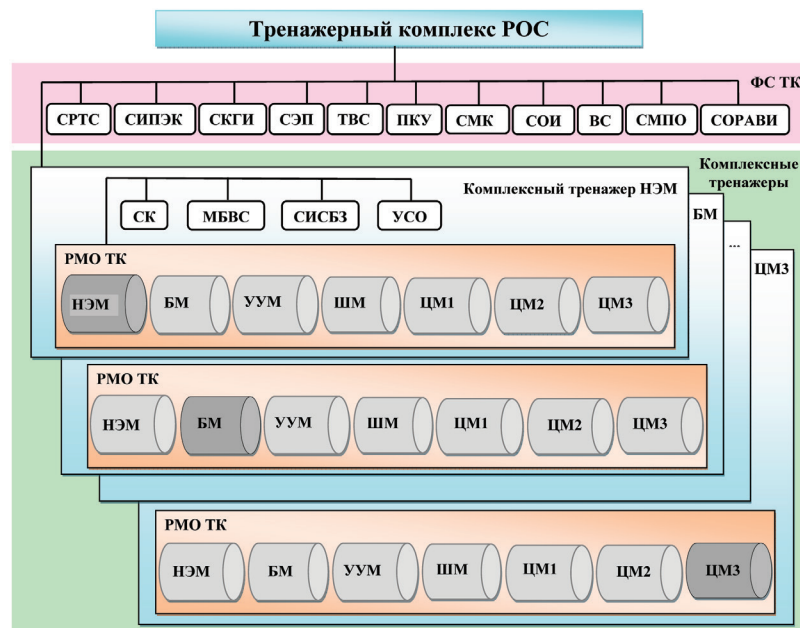 Тренажерный комплекс РОС
ФС ТК
СРТС
СИПЭК
СКГИ
СЭП
ТВС
ПКУ
СМК
СОИ
ВС
СМПО
СОРАВИ
Комплексные
тренажеры
Комплексный тренажер НЭМ
БМ
...
ЦМ3
СК
МБВС
СИСБЗ
УСО
РМО ТК
НЭМ
БМ
УУМ
ШМ
ЦМ1
ЦМ2
ЦМ3
РМО ТК
НЭМ
БМ
УУМ
ШМ
ЦМ1
ЦМ2
ЦМ3
РМО ТК
НЭМ
БМ
УУМ
ШМ
ЦМ1
ЦМ2
ЦМ3